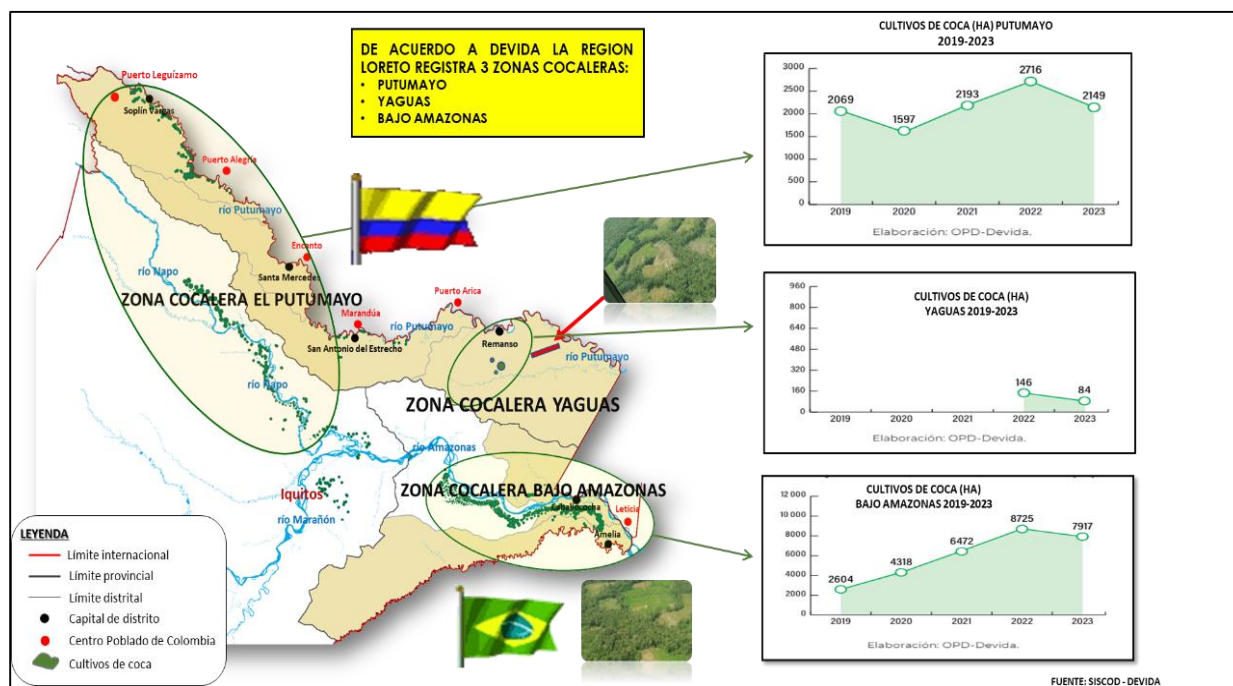 DE ACUERDO A DEVIDA LA REGION
LORETO REGISTRA 3 ZONAS COCALERAS:
• PUTUMAYO
• YAGUAS
• BAJO AMAZONAS
Puerto Leguízamo
Soplín Vargas
Puerto Alegría
río Putumayo
Encanto
río Napo
Santa Mercedes
ZONA COCALERA EL PUTUMAYO
Puerto Arica
Marandúa
río Putumayo
San Antonio del Estrecho
Remanso
río Putumayo
río Napo
ZONA COCALERA YAGUAS
río Amazonas
ZONA COCALERA BAJO AMAZONAS
Iquitos
río Marañón
Caballococha
Leticia
Amelia
LEYENDA
Límite internacional
Límite provincial
Límite distrital
Capital de distrito
Centro Poblado de Colombia
Cultivos de coca
CULTIVOS DE COCA (HA) PUTUMAYO
2019-2023
3000
2500
2000
1500
1000
500
0
2069
1597
2193
2716
2149
2019 2020 2021 2022 2023
Elaboración: OPD-Devida.
CULTIVOS DE COCA (HA)
YAGUAS 2019-2023
960
800
640
480
320
160
0
146
84
2019 2020 2021 2022 2023
Elaboración: OPD-Devida.
CULTIVOS DE COCA (HA)
BAJO AMAZONAS 2019-2023
12 000
10 000
8000
6000
4000
2000
0
2604
4318
6472
8725
7917
2019 2020 2021 2022 2023
Elaboración: OPD-Devida.
FUENTE: SISCOD - DEVIDA